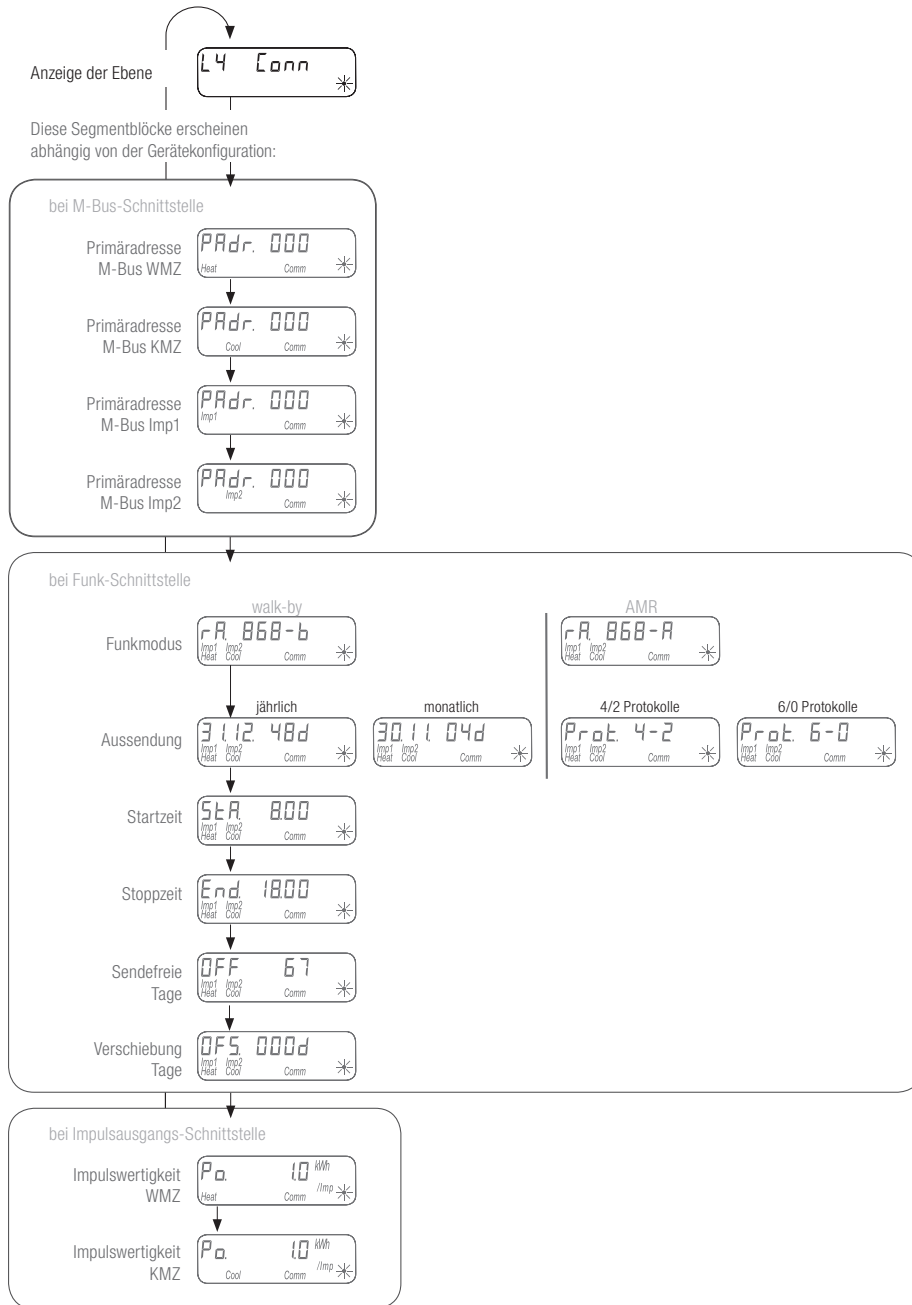 L4 Conn
Anzeige der Ebene
Diese Segmentblöcke erscheinen
abhängig von der Gerätekonfiguration:
bei M-Bus-Schnittstelle
Primäradresse
M-Bus WMZ
PAdr. 000
Heat Comm
Primäradresse
M-Bus KMZ
PAdr. 000
Cool Comm
Primäradresse
M-Bus Imp1
PAdr. 000
Imp1 Comm
Primäradresse
M-Bus Imp2
PAdr. 000
Imp2 Comm
bei Funk-Schnittstelle
walk-by
AMR
Funkmodus
rA. 868-b
Imp1 Imp2
Heat Cool Comm
rA. 868-A
Imp1 Imp2
Heat Cool Comm
Aussendung
jährlich
31.12. 48d
Imp1 Imp2
Heat Cool Comm
monatlich
30.11. 04d
Imp1 Imp2
Heat Cool Comm
4/2 Protokolle
Prot. 4-2
Imp1 Imp2
Heat Cool Comm
6/0 Protokolle
Prot. 6-0
Imp1 Imp2
Heat Cool Comm
Startzeit
StA. 8.00
Imp1 Imp2
Heat Cool Comm
Stoppzeit
End. 18.00
Imp1 Imp2
Heat Cool Comm
Sendefreie
Tage
OFF 67
Imp1 Imp2
Heat Cool Comm
Verschiebung
Tage
OFS. 000d
Imp1 Imp2
Heat Cool Comm
bei Impulsausgangs-Schnittstelle
Impulswertigkeit
WMZ
Po. 1.0 kWh
/Imp
Heat Comm
Impulswertigkeit
KMZ
Po. 1.0 kWh
/Imp
Cool Comm